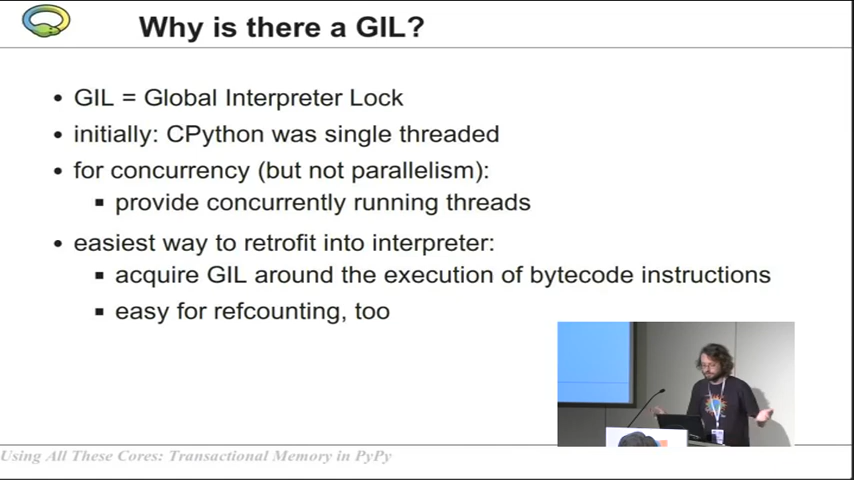 Why is there a GIL?
• GIL = Global Interpreter Lock
• initially: CPython was single threaded
• for concurrency (but not parallelism):
▪ provide concurrently running threads
• easiest way to retrofit into interpreter:
▪ acquire GIL around the execution of bytecode instructions
▪ easy for refcounting, too
Using All These Cores: Transactional Memory in PyPy